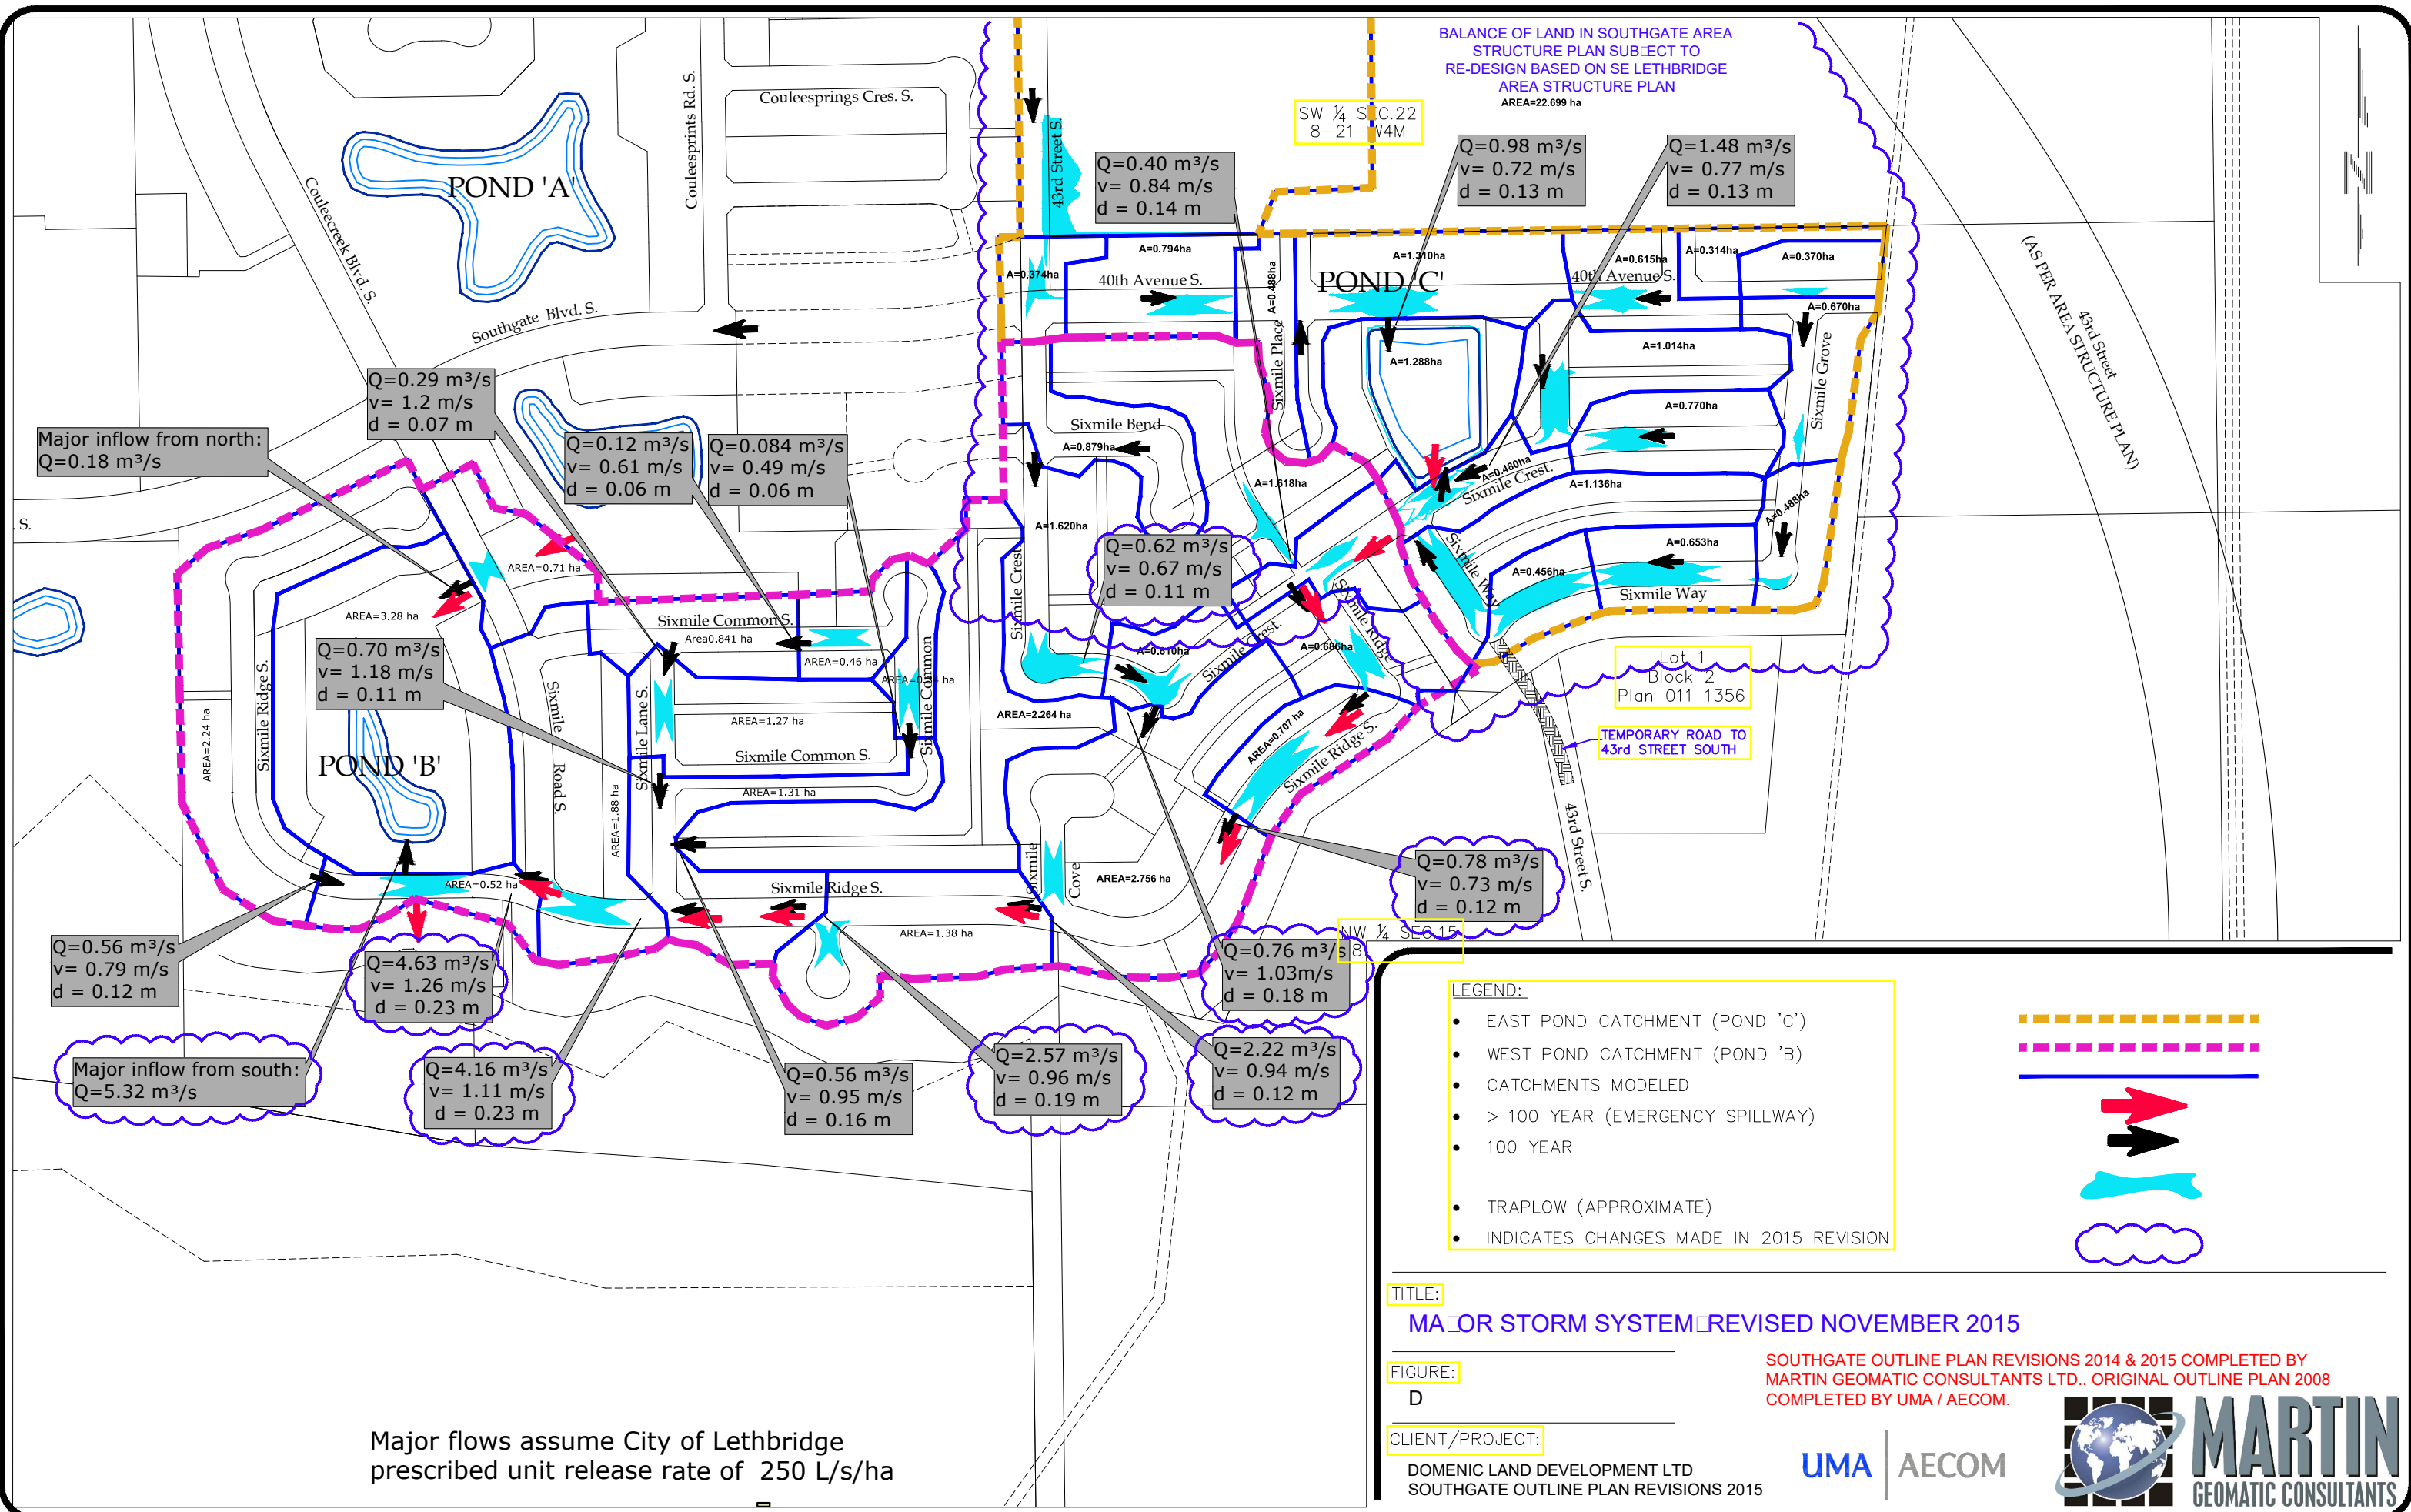 BALANCE OF LAND IN SOUTHGATE AREA
STRUCTURE PLAN SUB□ECT TO
RE-DESIGN BASED ON SE LETHBRIDGE
AREA STRUCTURE PLAN
AREA=22.699 ha
SW ¼ SEC.22
8-21-W4M
Couleesprings Cres. S.
Couleesprints Rd. S.
Couleecreek Blvd. S.
Southgate Blvd. S.
POND 'A'
43rd Street S.
Q=0.40 m³/s
v= 0.84 m/s
d = 0.14 m
Q=0.98 m³/s
v= 0.72 m/s
d = 0.13 m
Q=1.48 m³/s
v= 0.77 m/s
d = 0.13 m
(AS PER AREA STRUCTURE PLAN)
43rd Street
N
A=0.374ha
A=0.794ha
40th Avenue S.
A=0.488ha
Sixmile Place
A=1.310ha
POND 'C'
A=1.288ha
A=0.615ha
40th Avenue S.
A=0.314ha
A=0.370ha
A=0.670ha
A=1.014ha
Sixmile Grove
A=0.770ha
Sixmile Bend
A=0.879ha
A=1.618ha
A=0.480ha
Sixmile Crest.
A=1.136ha
A=0.488ha
A=0.653ha
A=0.456ha
Sixmile Way
Sixmile Way
A=1.620ha
Sixmile Crest.
Q=0.62 m³/s
v= 0.67 m/s
d = 0.11 m
A=0.610ha
Sixmile Crest.
A=0.686ha
Sixmile Ridge
AREA=2.264 ha
AREA=0.707 ha
Sixmile Ridge S.
Lot 1
Block 2
Plan 011 1356
TEMPORARY ROAD TO
43rd STREET SOUTH
43rd Street S.
Q=0.29 m³/s
v= 1.2 m/s
d = 0.07 m
Major inflow from north:
Q=0.18 m³/s
Q=0.12 m³/s
v= 0.61 m/s
d = 0.06 m
Q=0.084 m³/s
v= 0.49 m/s
d = 0.06 m
S.
AREA=0.71 ha
AREA=3.28 ha
Sixmile Common S.
Area0.841 ha
AREA=0.46 ha
Sixmile Common
Q=0.70 m³/s
v= 1.18 m/s
d = 0.11 m
AREA=2.24 ha
Sixmile Ridge S.
POND 'B'
Sixmile
Road S.
Sixmile Lane S.
AREA=1.88 ha
AREA=1.27 ha
Sixmile Common S.
AREA=1.31 ha
Sixmile Ridge S.
AREA=0.52 ha
AREA=1.38 ha
Sixmile
Cove
AREA=2.756 ha
Q=0.78 m³/s
v= 0.73 m/s
d = 0.12 m
NW ¼ SEC.15
8
Q=0.76 m³/s
v= 1.03m/s
d = 0.18 m
Q=0.56 m³/s
v= 0.79 m/s
d = 0.12 m
Q=4.63 m³/s
v= 1.26 m/s
d = 0.23 m
Major inflow from south:
Q=5.32 m³/s
Q=4.16 m³/s
v= 1.11 m/s
d = 0.23 m
Q=0.56 m³/s
v= 0.95 m/s
d = 0.16 m
Q=2.57 m³/s
v= 0.96 m/s
d = 0.19 m
Q=2.22 m³/s
v= 0.94 m/s
d = 0.12 m
LEGEND:
• EAST POND CATCHMENT (POND 'C')
• WEST POND CATCHMENT (POND 'B)
• CATCHMENTS MODELED
• > 100 YEAR (EMERGENCY SPILLWAY)
• 100 YEAR
• TRAPLOW (APPROXIMATE)
• INDICATES CHANGES MADE IN 2015 REVISION
TITLE:
MA□OR STORM SYSTEM□REVISED NOVEMBER 2015
FIGURE:
D
SOUTHGATE OUTLINE PLAN REVISIONS 2014 & 2015 COMPLETED BY
MARTIN GEOMATIC CONSULTANTS LTD.. ORIGINAL OUTLINE PLAN 2008
COMPLETED BY UMA / AECOM.
CLIENT/PROJECT:
DOMENIC LAND DEVELOPMENT LTD
SOUTHGATE OUTLINE PLAN REVISIONS 2015
UMA AECOM
MARTIN
GEOMATIC CONSULTANTS
Major flows assume City of Lethbridge
prescribed unit release rate of 250 L/s/ha